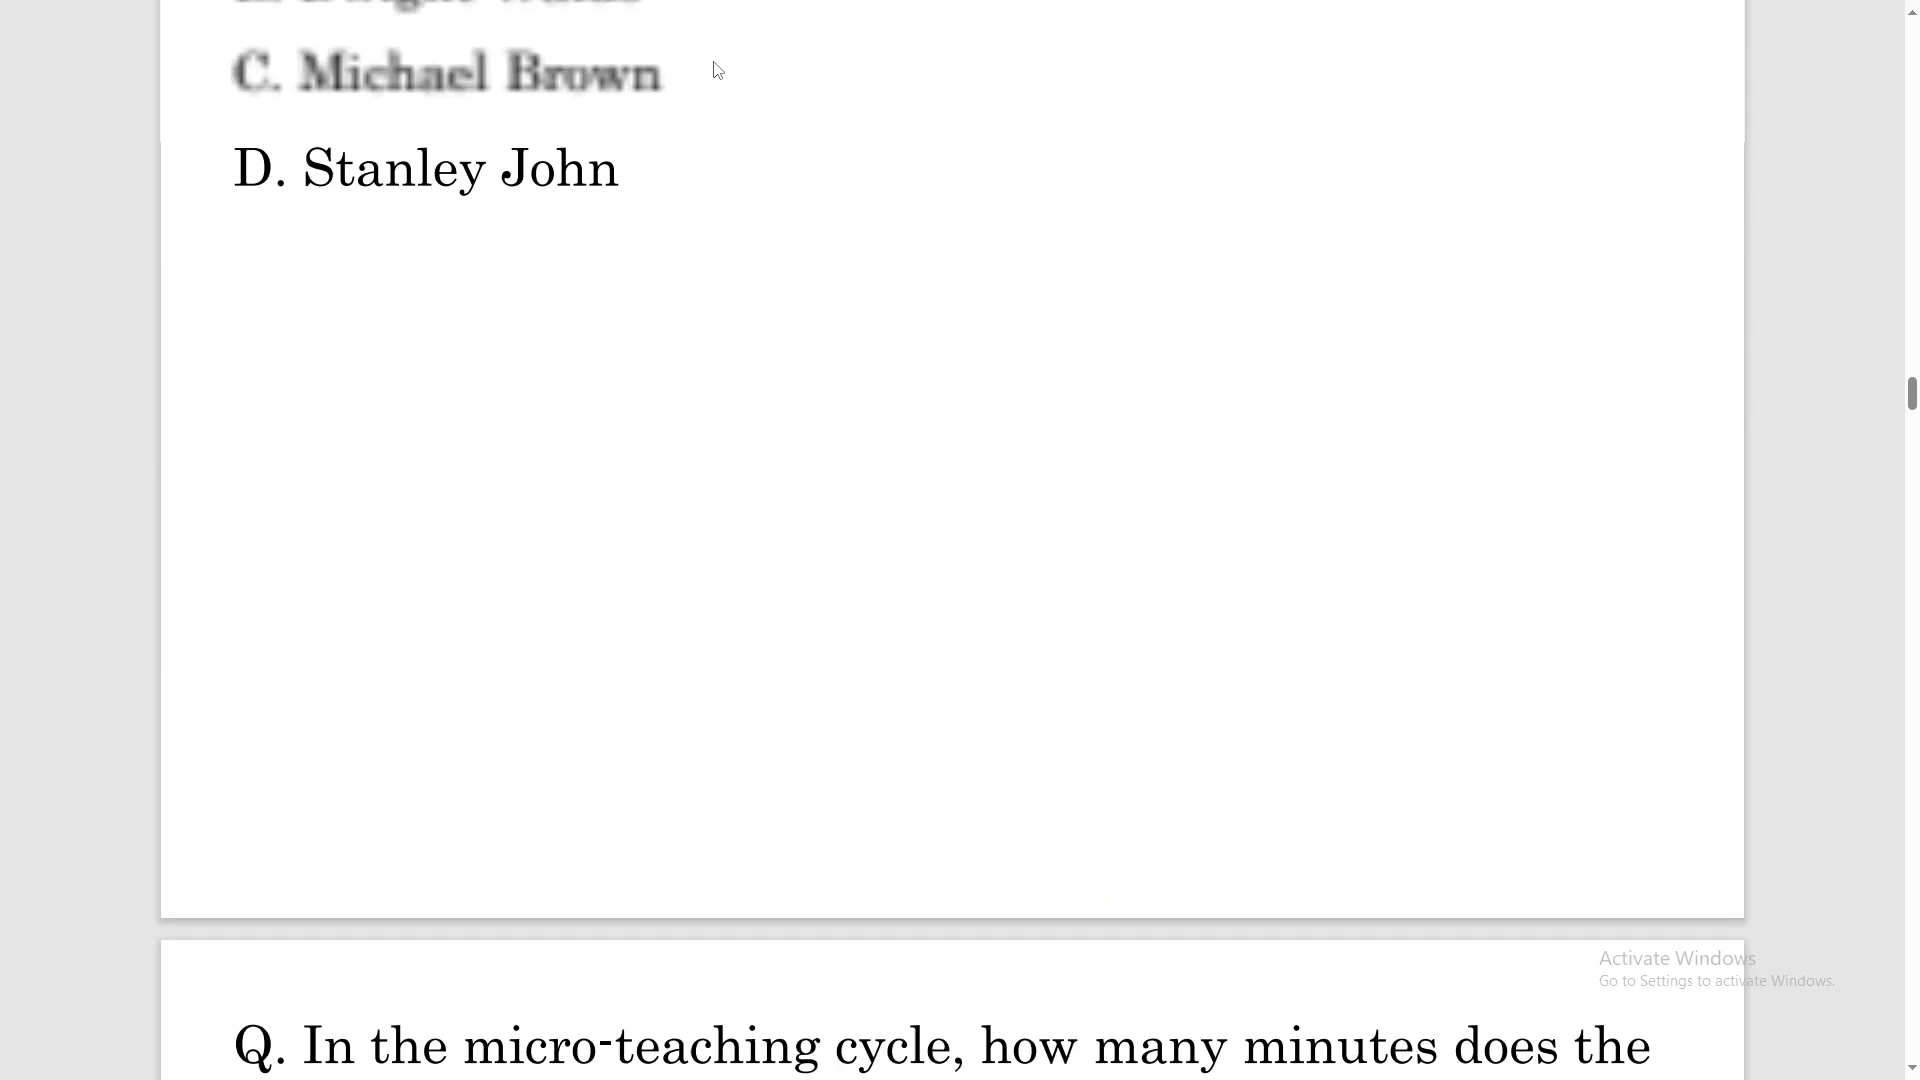 C. Michael Brown
D. Stanley John
Activate Windows
Go to Settings to activate Windows.
Q. In the micro-teaching cycle, how many minutes does the